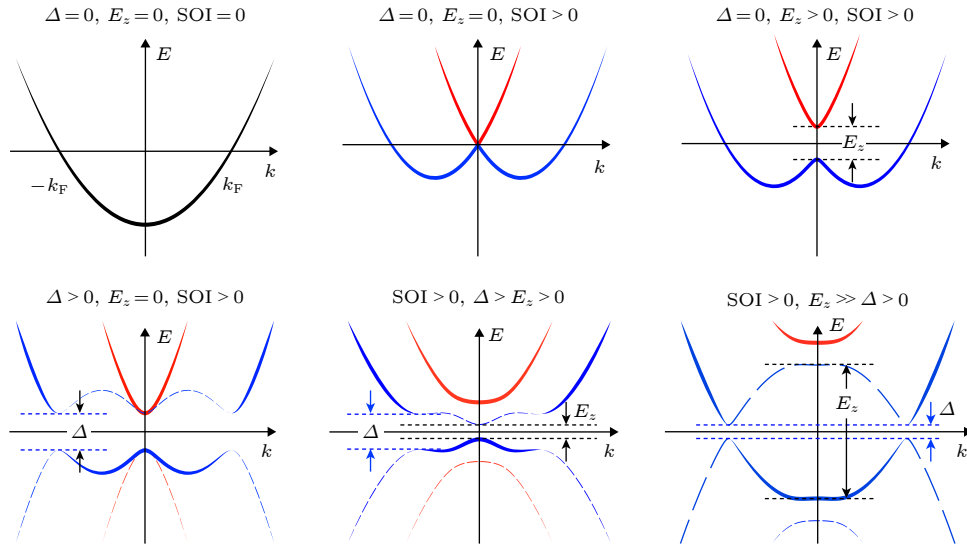 Δ = 0, E_z = 0, SOI = 0
E
k
−k_F
k_F
Δ = 0, E_z = 0, SOI > 0
E
k
Δ = 0, E_z > 0, SOI > 0
E
E_z
k
Δ > 0, E_z = 0, SOI > 0
E
Δ
k
SOI > 0, Δ > E_z > 0
E
E_z
Δ
k
SOI > 0, E_z ≫ Δ > 0
E
E_z
Δ
k